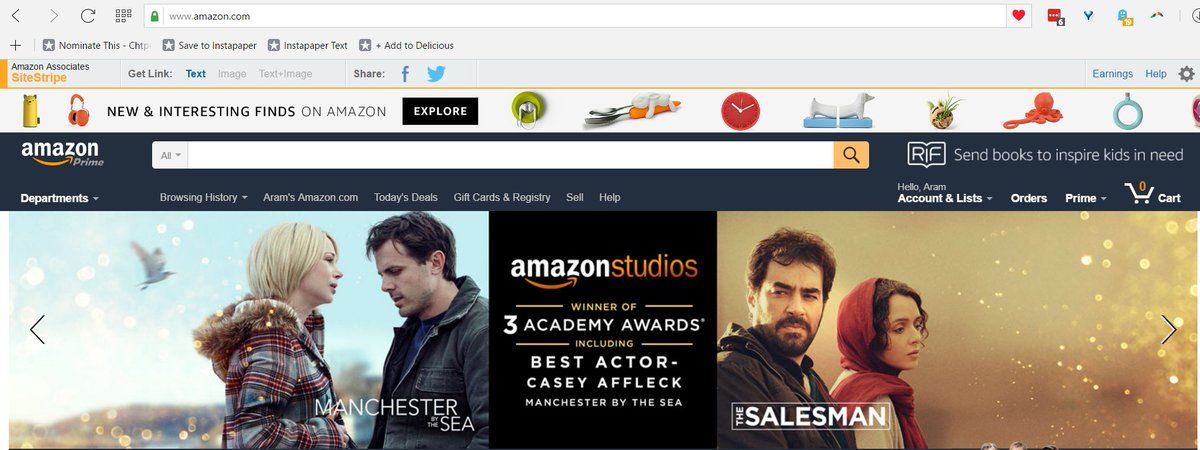 www.amazon.com
6
19
Nominate This - Chtp
Save to Instapaper
Instapaper Text
+ Add to Delicious
Amazon Associates
SiteStripe
Get Link:
Text
Image
Text+Image
Share:
Earnings
Help
NEW & INTERESTING FINDS ON AMAZON
EXPLORE
amazon
Prime
All
RIF
Send books to inspire kids in need
Departments
Browsing History
Aram's Amazon.com
Today's Deals
Gift Cards & Registry
Sell
Help
Hello, Aram
Account & Lists
Orders
Prime
0
Cart
MANCHESTER
BY THE SEA
amazonstudios
WINNER OF
3 ACADEMY AWARDS®
INCLUDING
BEST ACTOR-
CASEY AFFLECK
MANCHESTER BY THE SEA
THE SALESMAN